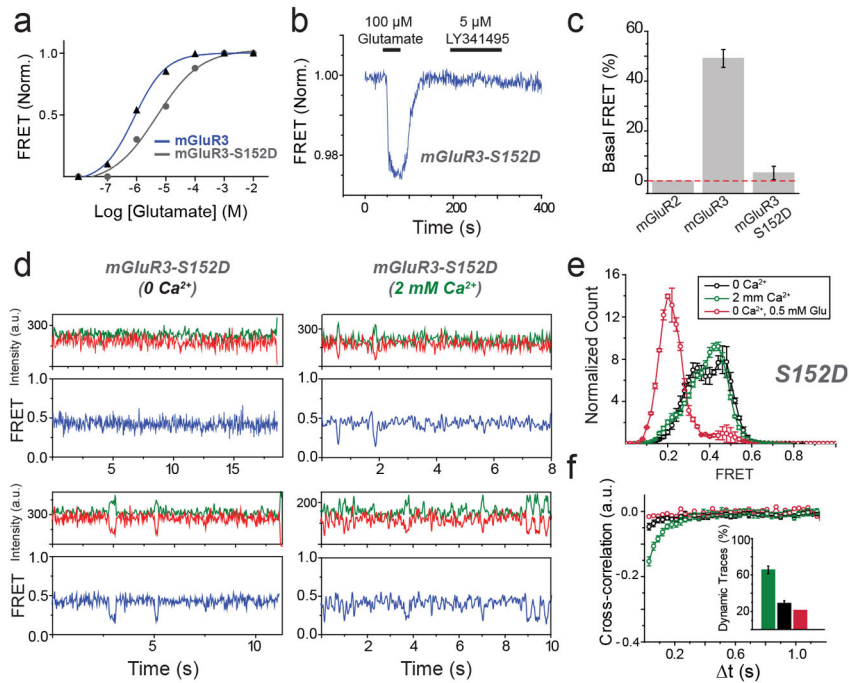 a
FRET (Norm.)
1.0
0.5
mGluR3
mGluR3-S152D
-7 -6 -5 -4 -3 -2
Log [Glutamate] (M)
b
100 µM
Glutamate
5 µM
LY341495
FRET (Norm.)
1.00
0.98
mGluR3-S152D
0 200 400
Time (s)
c
Basal FRET (%)
60
40
20
0
mGluR2
mGluR3
mGluR3
S152D
d
mGluR3-S152D
(0 Ca²⁺)
mGluR3-S152D
(2 mM Ca²⁺)
Intensity (a.u.)
300
300
FRET
1.0
0.5
0.0
5 10 15
1.0
0.5
0.0
0 2 4 6 8
Intensity (a.u.)
300
200
FRET
1.0
0.5
0.0
5 10
Time (s)
1.0
0.5
0.0
0 2 4 6 8 10
Time (s)
e
Normalized Count
16
12
8
4
0
0 Ca²⁺
2 mm Ca²⁺
0 Ca²⁺, 0.5 mM Glu
S152D
0.2 0.4 0.6 0.8 1.0
FRET
f
Cross-correlation (a.u.)
0.0
-0.2
-0.4
Dynamic Traces (%)
100
60
20
0.2 0.6 1.0
Δt (s)